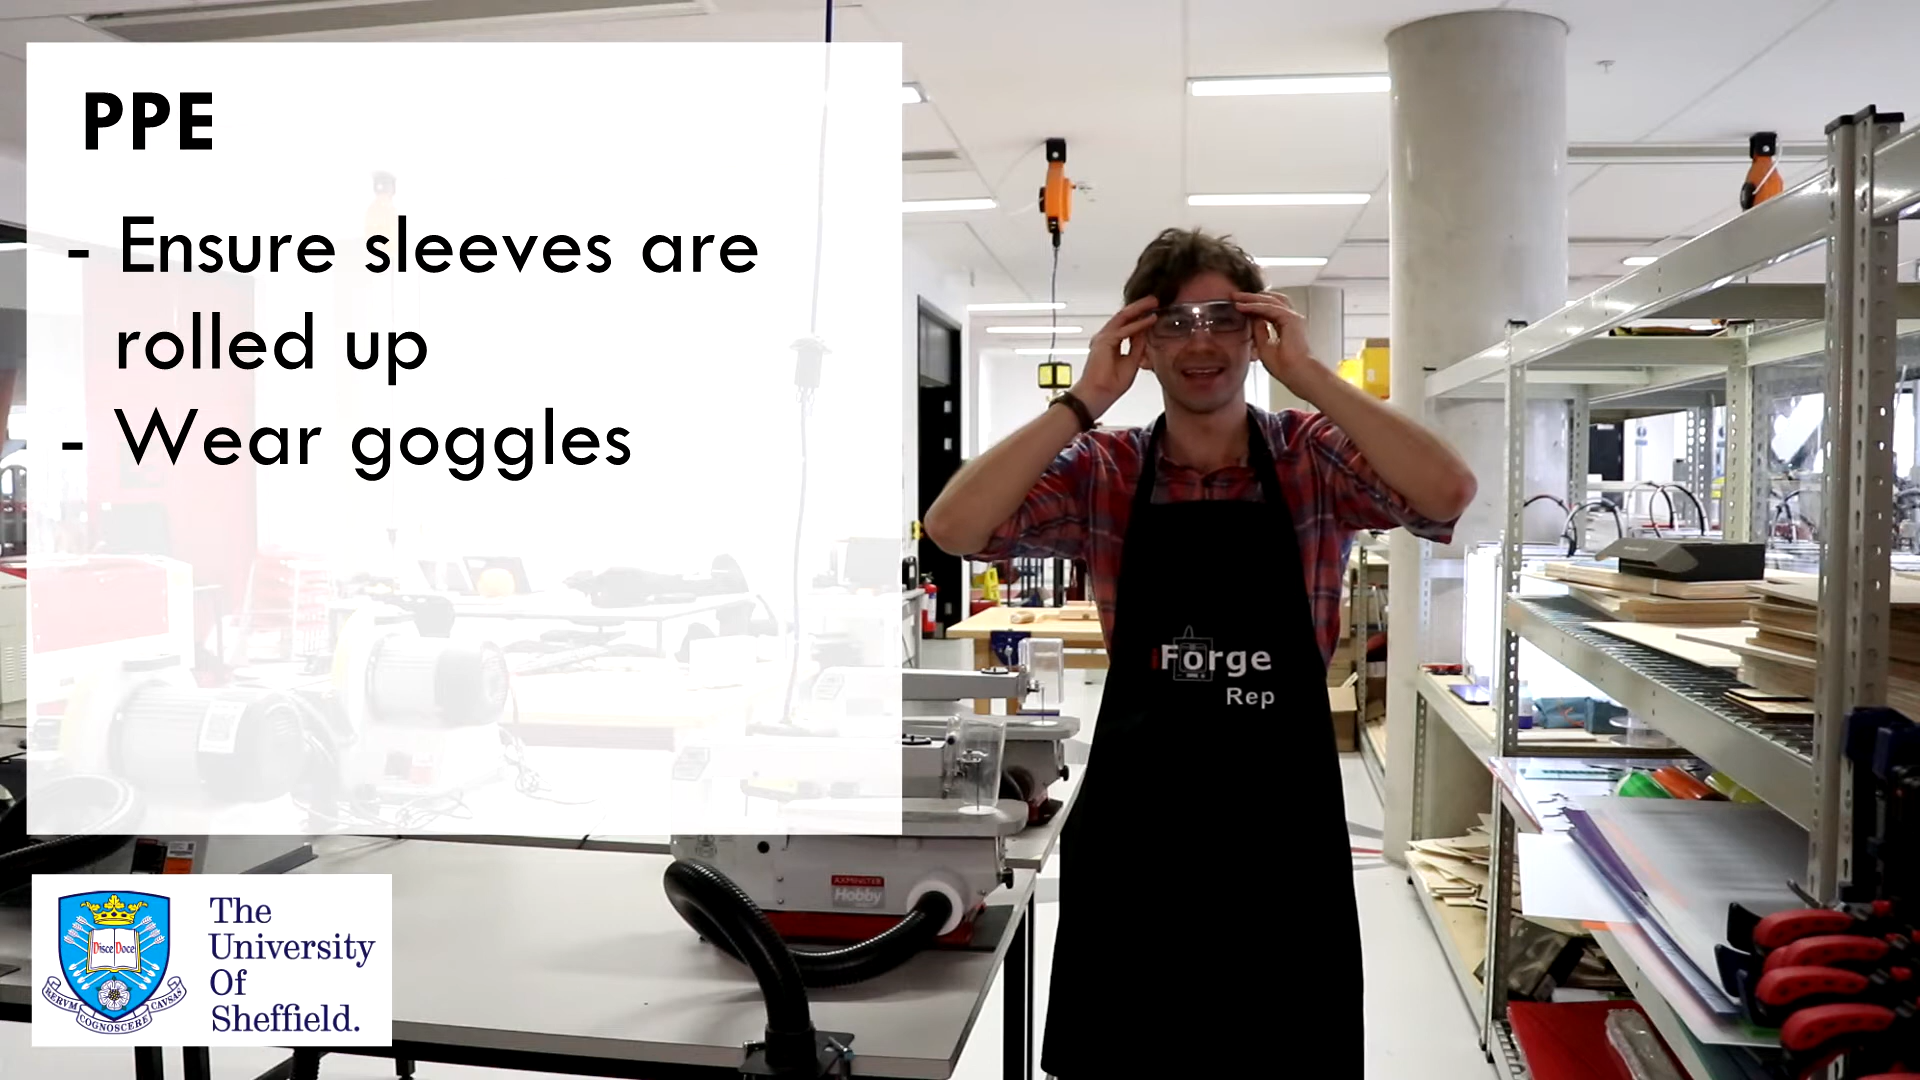 PPE
- Ensure sleeves are
rolled up
- Wear goggles
iForge
Rep
AXMINSTER
Hobby
Disce Doce
RERVM COGNOSCERE CAVSAS
The
University
Of
Sheffield.